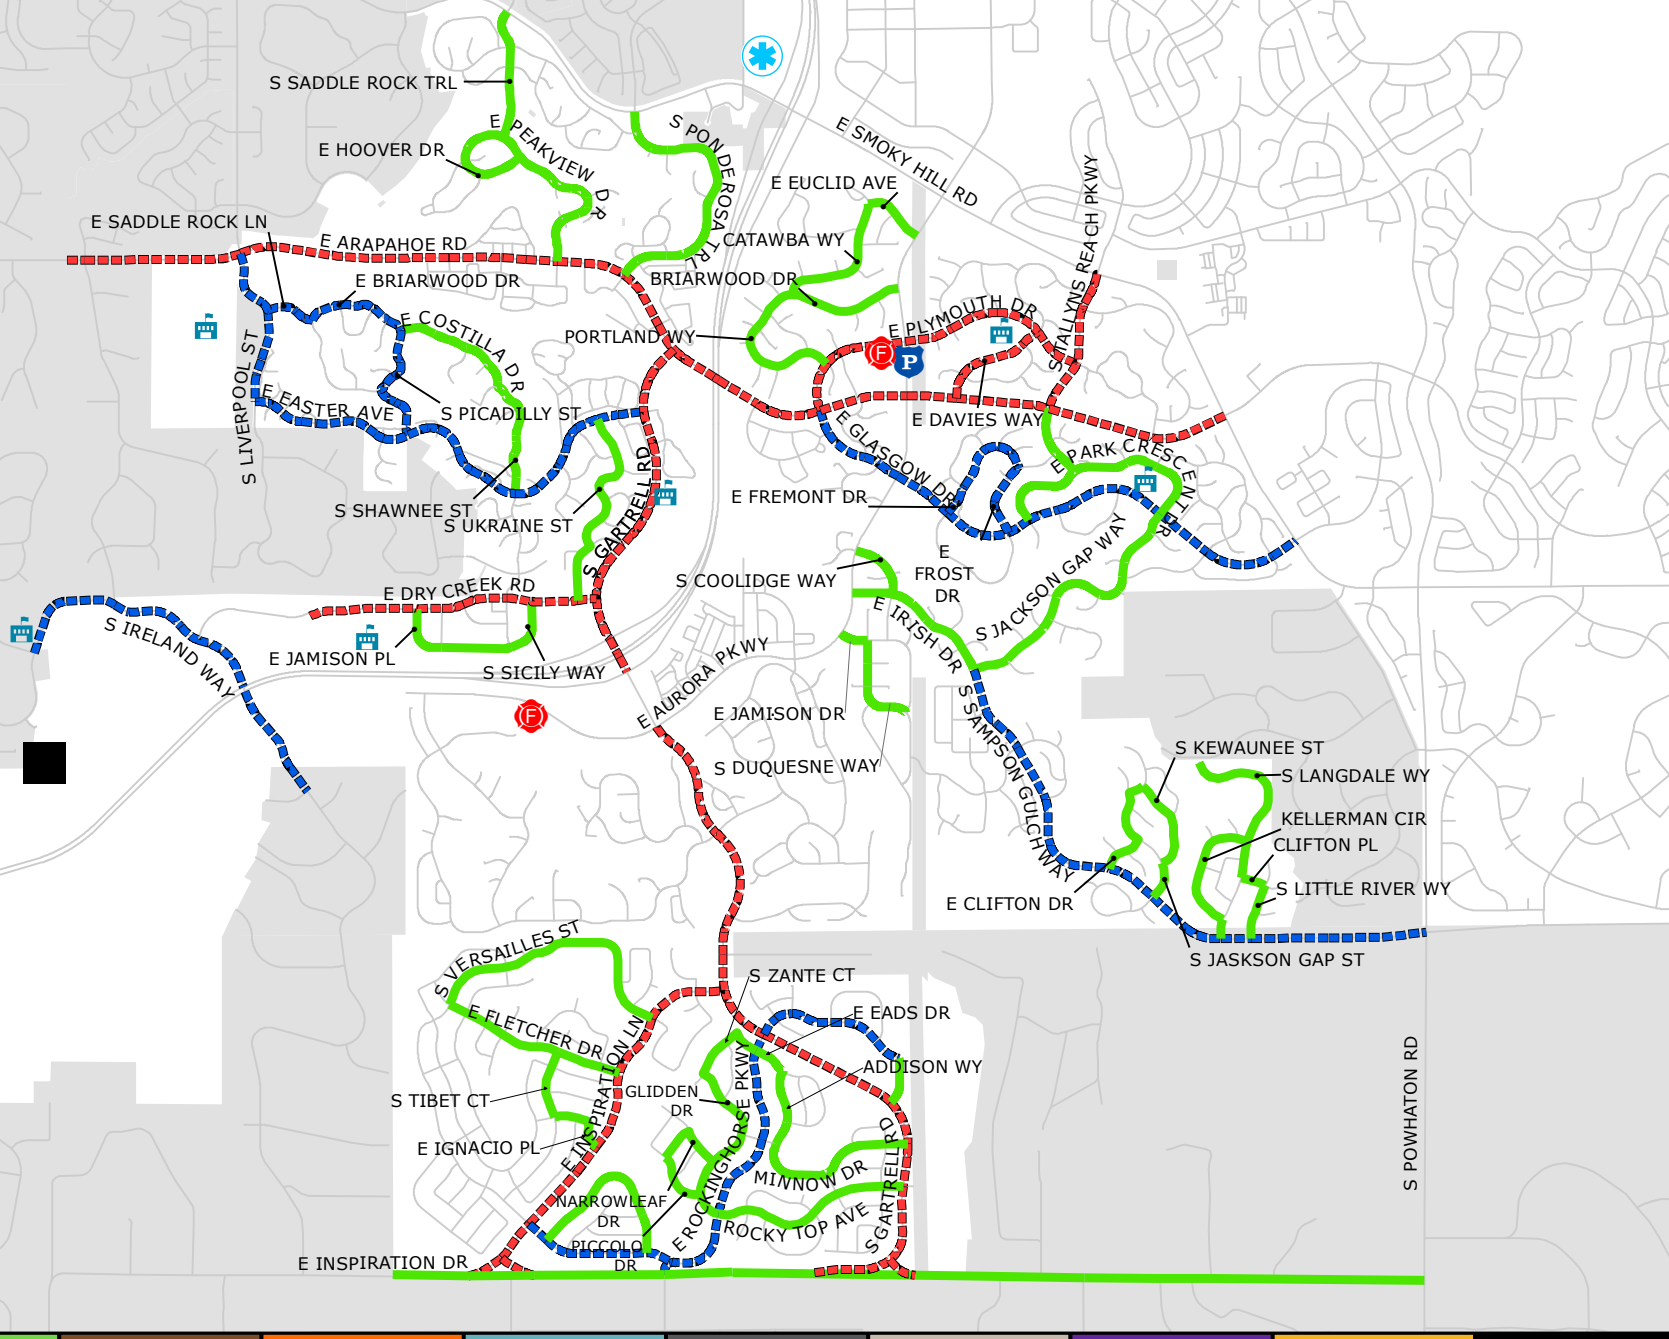 S SADDLE ROCK TRL
E PEAKVIEW DR
S PONDEROSA TRL
E SMOKY HILL RD
E HOOVER DR
E EUCLID AVE
S TALLYNS REACH PKWY
E SADDLE ROCK LN
E ARAPAHOE RD
CATAWBA WY
E BRIARWOOD DR
BRIARWOOD DR
E COSTILLA DR
E PLYMOUTH DR
PORTLAND WY
F
P
S LIVERPOOL ST
E EASTER AVE
S PICADILLY ST
E DAVIES WAY
E GLASGOW DR
E PARK CRESCENT DR
S SHAWNEE ST
S UKRAINE ST
S GARTRELL RD
E FREMONT DR
E
FROST
DR
S COOLIDGE WAY
S JACKSON GAP WAY
E DRY CREEK RD
E IRISH DR
S IRELAND WAY
E JAMISON PL
S SICILY WAY
E AURORA PKWY
F
E JAMISON DR
S SAMPSON GULCH WAY
S DUQUESNE WAY
S KEWAUNEE ST
S LANGDALE WY
KELLERMAN CIR
CLIFTON PL
S LITTLE RIVER WY
E CLIFTON DR
S JASKSON GAP ST
S VERSAILLES ST
S ZANTE CT
E FLETCHER DR
E EADS DR
E INSPIRATION LN
ADDISON WY
S TIBET CT
GLIDDEN
DR
E ROCKINGHORSE PKWY
E IGNACIO PL
S GARTRELL RD
S POWHATON RD
MINNOW DR
NARROWLEAF
DR
ROCKY TOP AVE
PICCOLO
DR
E INSPIRATION DR